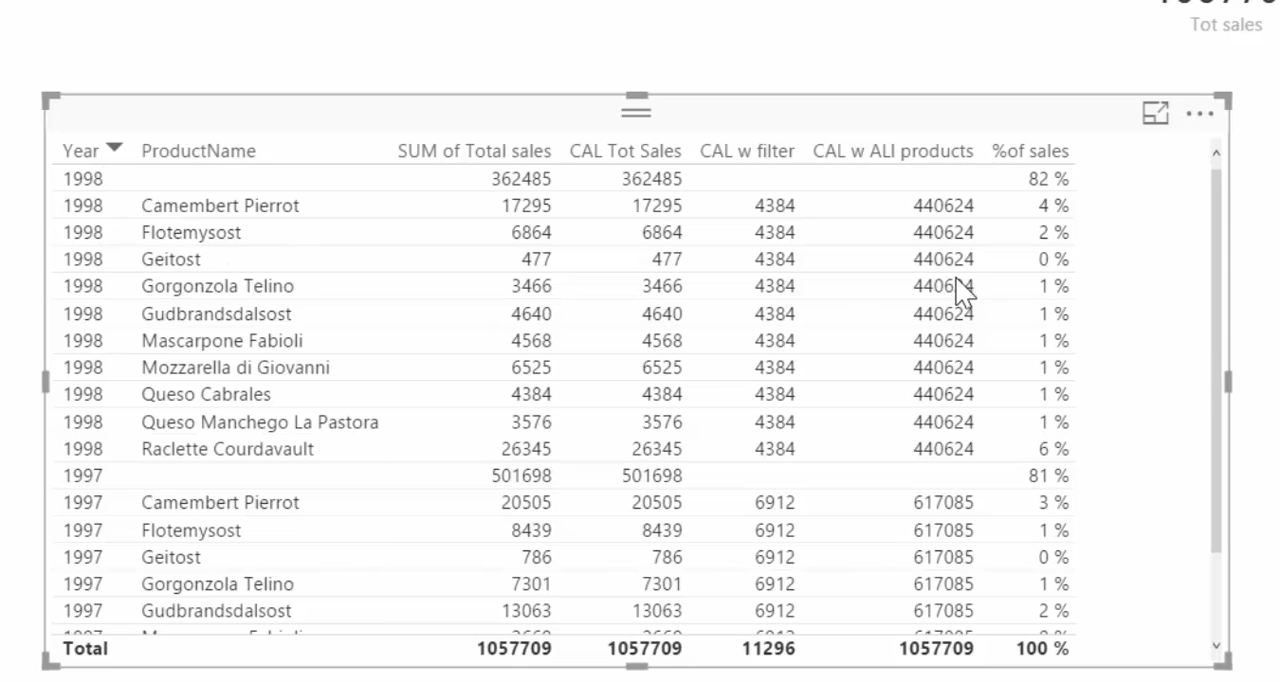 Tot sales
Year ProductName SUM of Total sales CAL Tot Sales CAL w filter CAL w ALl products %of sales
1998 362485 362485 82 %
1998 Camembert Pierrot 17295 17295 4384 440624 4 %
1998 Flotemysost 6864 6864 4384 440624 2 %
1998 Geitost 477 477 4384 440624 0 %
1998 Gorgonzola Telino 3466 3466 4384 440624 1 %
1998 Gudbrandsdalsost 4640 4640 4384 440624 1 %
1998 Mascarpone Fabioli 4568 4568 4384 440624 1 %
1998 Mozzarella di Giovanni 6525 6525 4384 440624 1 %
1998 Queso Cabrales 4384 4384 4384 440624 1 %
1998 Queso Manchego La Pastora 3576 3576 4384 440624 1 %
1998 Raclette Courdavault 26345 26345 4384 440624 6 %
1997 501698 501698 81 %
1997 Camembert Pierrot 20505 20505 6912 617085 3 %
1997 Flotemysost 8439 8439 6912 617085 1 %
1997 Geitost 786 786 6912 617085 0 %
1997 Gorgonzola Telino 7301 7301 6912 617085 1 %
1997 Gudbrandsdalsost 13063 13063 6912 617085 2 %
Total 1057709 1057709 11296 1057709 100 %